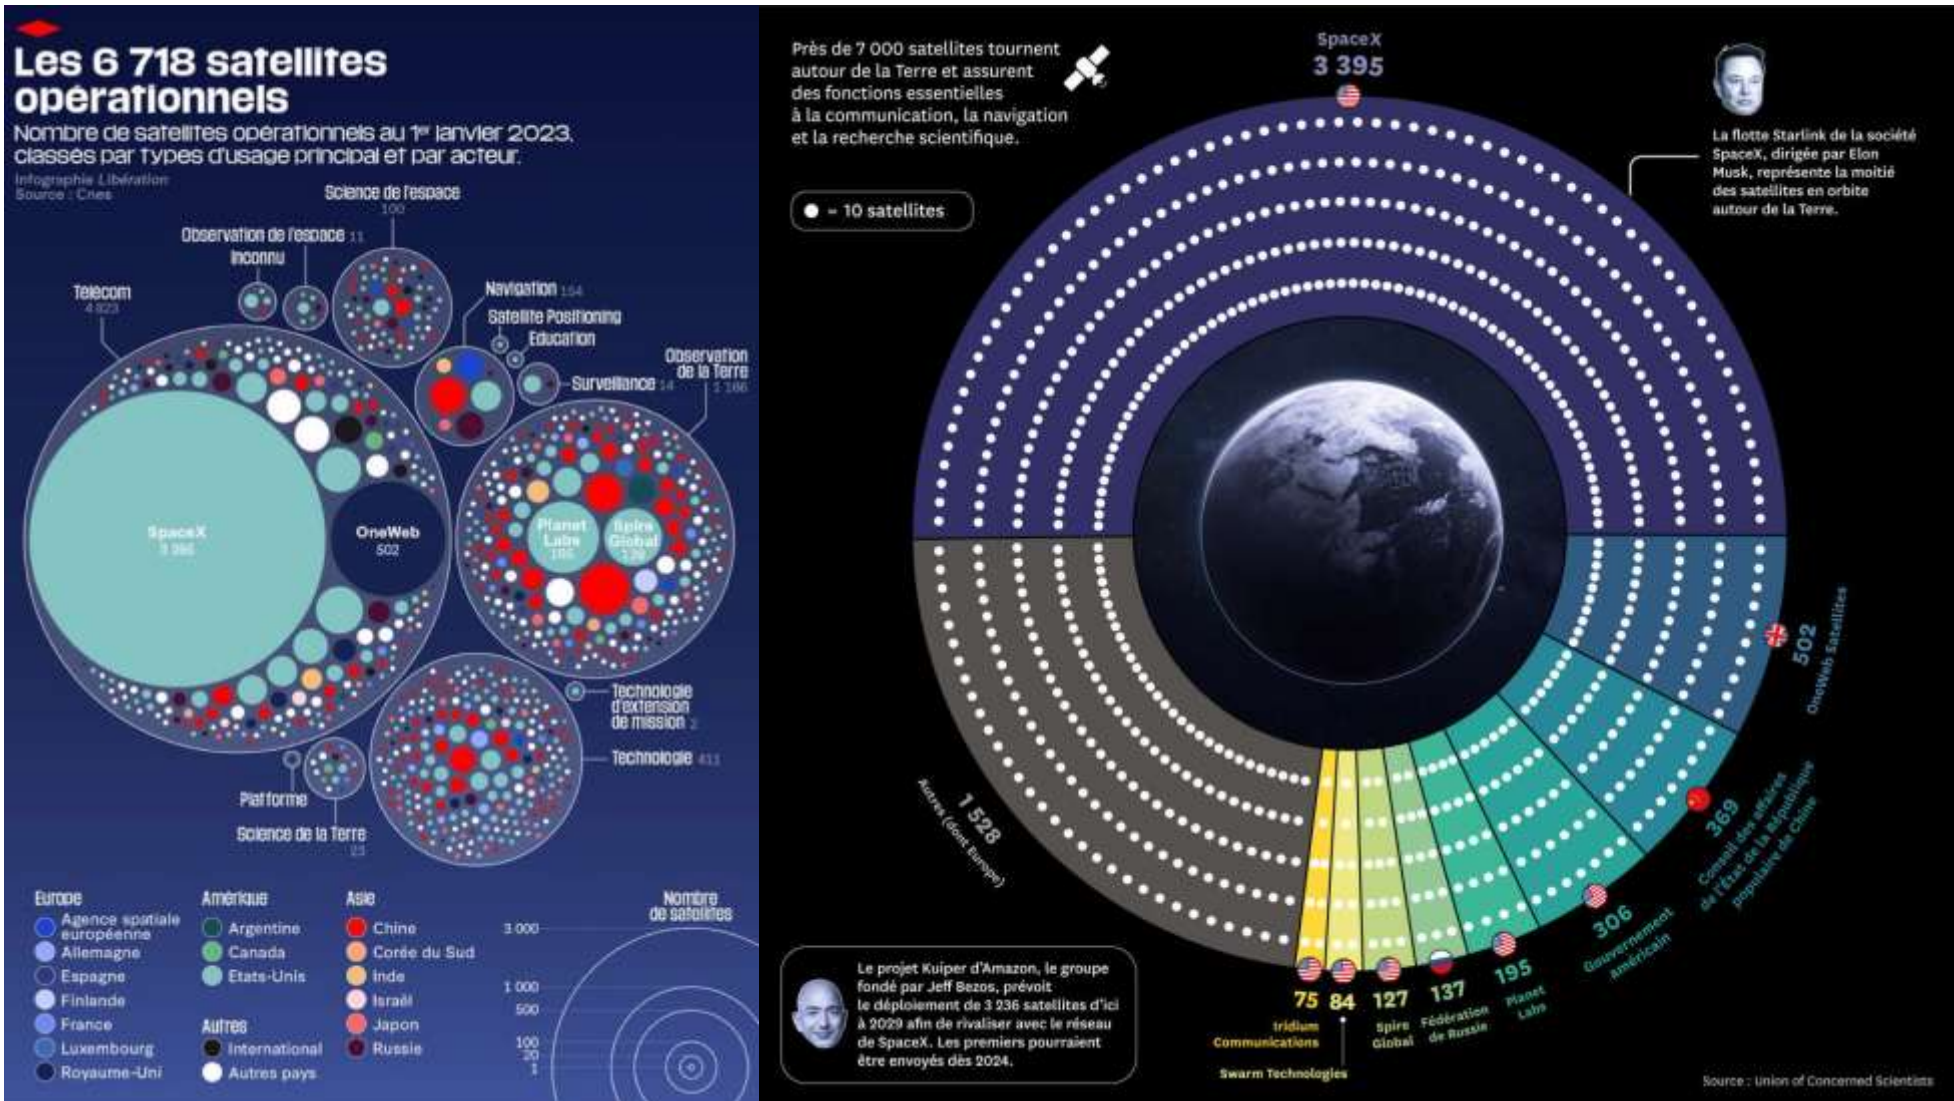 Les 6 718 satellites
opérationnels
Nombre de satellites opérationnels au 1er janvier 2023,
classés par types d'usage principal et par acteur.
Infographie Libération
Source : Cnes
Science de l'espace
100
Observation de l'espace 11
Inconnu
Télécom
4 823
Navigation 154
Satellite Positioning
Education
Surveillance 14
Observation
de la Terre
1 166
SpaceX
OneWeb
502
Planet
Labs
195
Spire
Global
Technologie
d'extension
de mission 2
Technologie 411
Platforme
Science de la Terre
23
Europe
Agence spatiale
européenne
Allemagne
Espagne
Finlande
France
Luxembourg
Royaume-Uni
Amérique
Argentine
Canada
Etats-Unis
Autres
International
Autres pays
Asie
Chine
Corée du Sud
Inde
Israël
Japon
Russie
Nombre
de satellites
3 000
1 000
500
100
20
1
Près de 7 000 satellites tournent
autour de la Terre et assurent
des fonctions essentielles
à la communication, la navigation
et la recherche scientifique.
= 10 satellites
SpaceX
3 395
La flotte Starlink de la société
SpaceX, dirigée par Elon
Musk, représente la moitié
des satellites en orbite
autour de la Terre.
502
OneWeb Satellites
369
Conseil des affaires
de l'État de la République
populaire de Chine
306
Gouvernement
américain
195
Planet
Labs
137
Fédération
de Russie
127
Spire
Global
84
Swarm Technologies
75
Iridium
Communications
1 528
Autres (dont Europe)
Le projet Kuiper d'Amazon, le groupe
fondé par Jeff Bezos, prévoit
le déploiement de 3 236 satellites d'ici
à 2029 afin de rivaliser avec le réseau
de SpaceX. Les premiers pourraient
être envoyés dès 2024.
Source : Union of Concerned Scientists